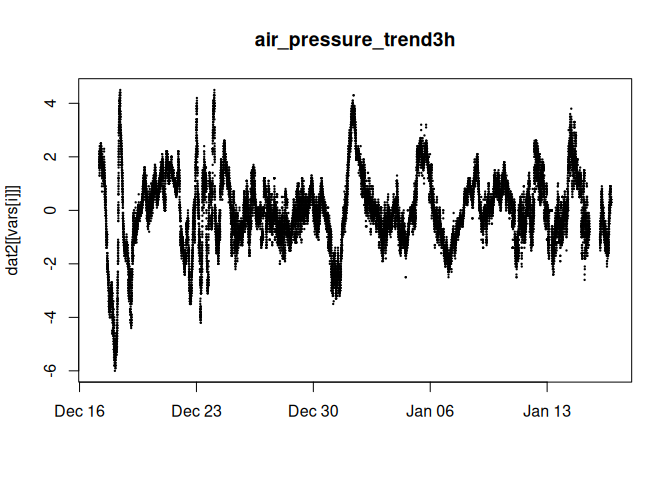 air_pressure_trend3h
dat2[[vars[i]]]
4
2
0
-2
-4
-6
Dec 16
Dec 23
Dec 30
Jan 06
Jan 13